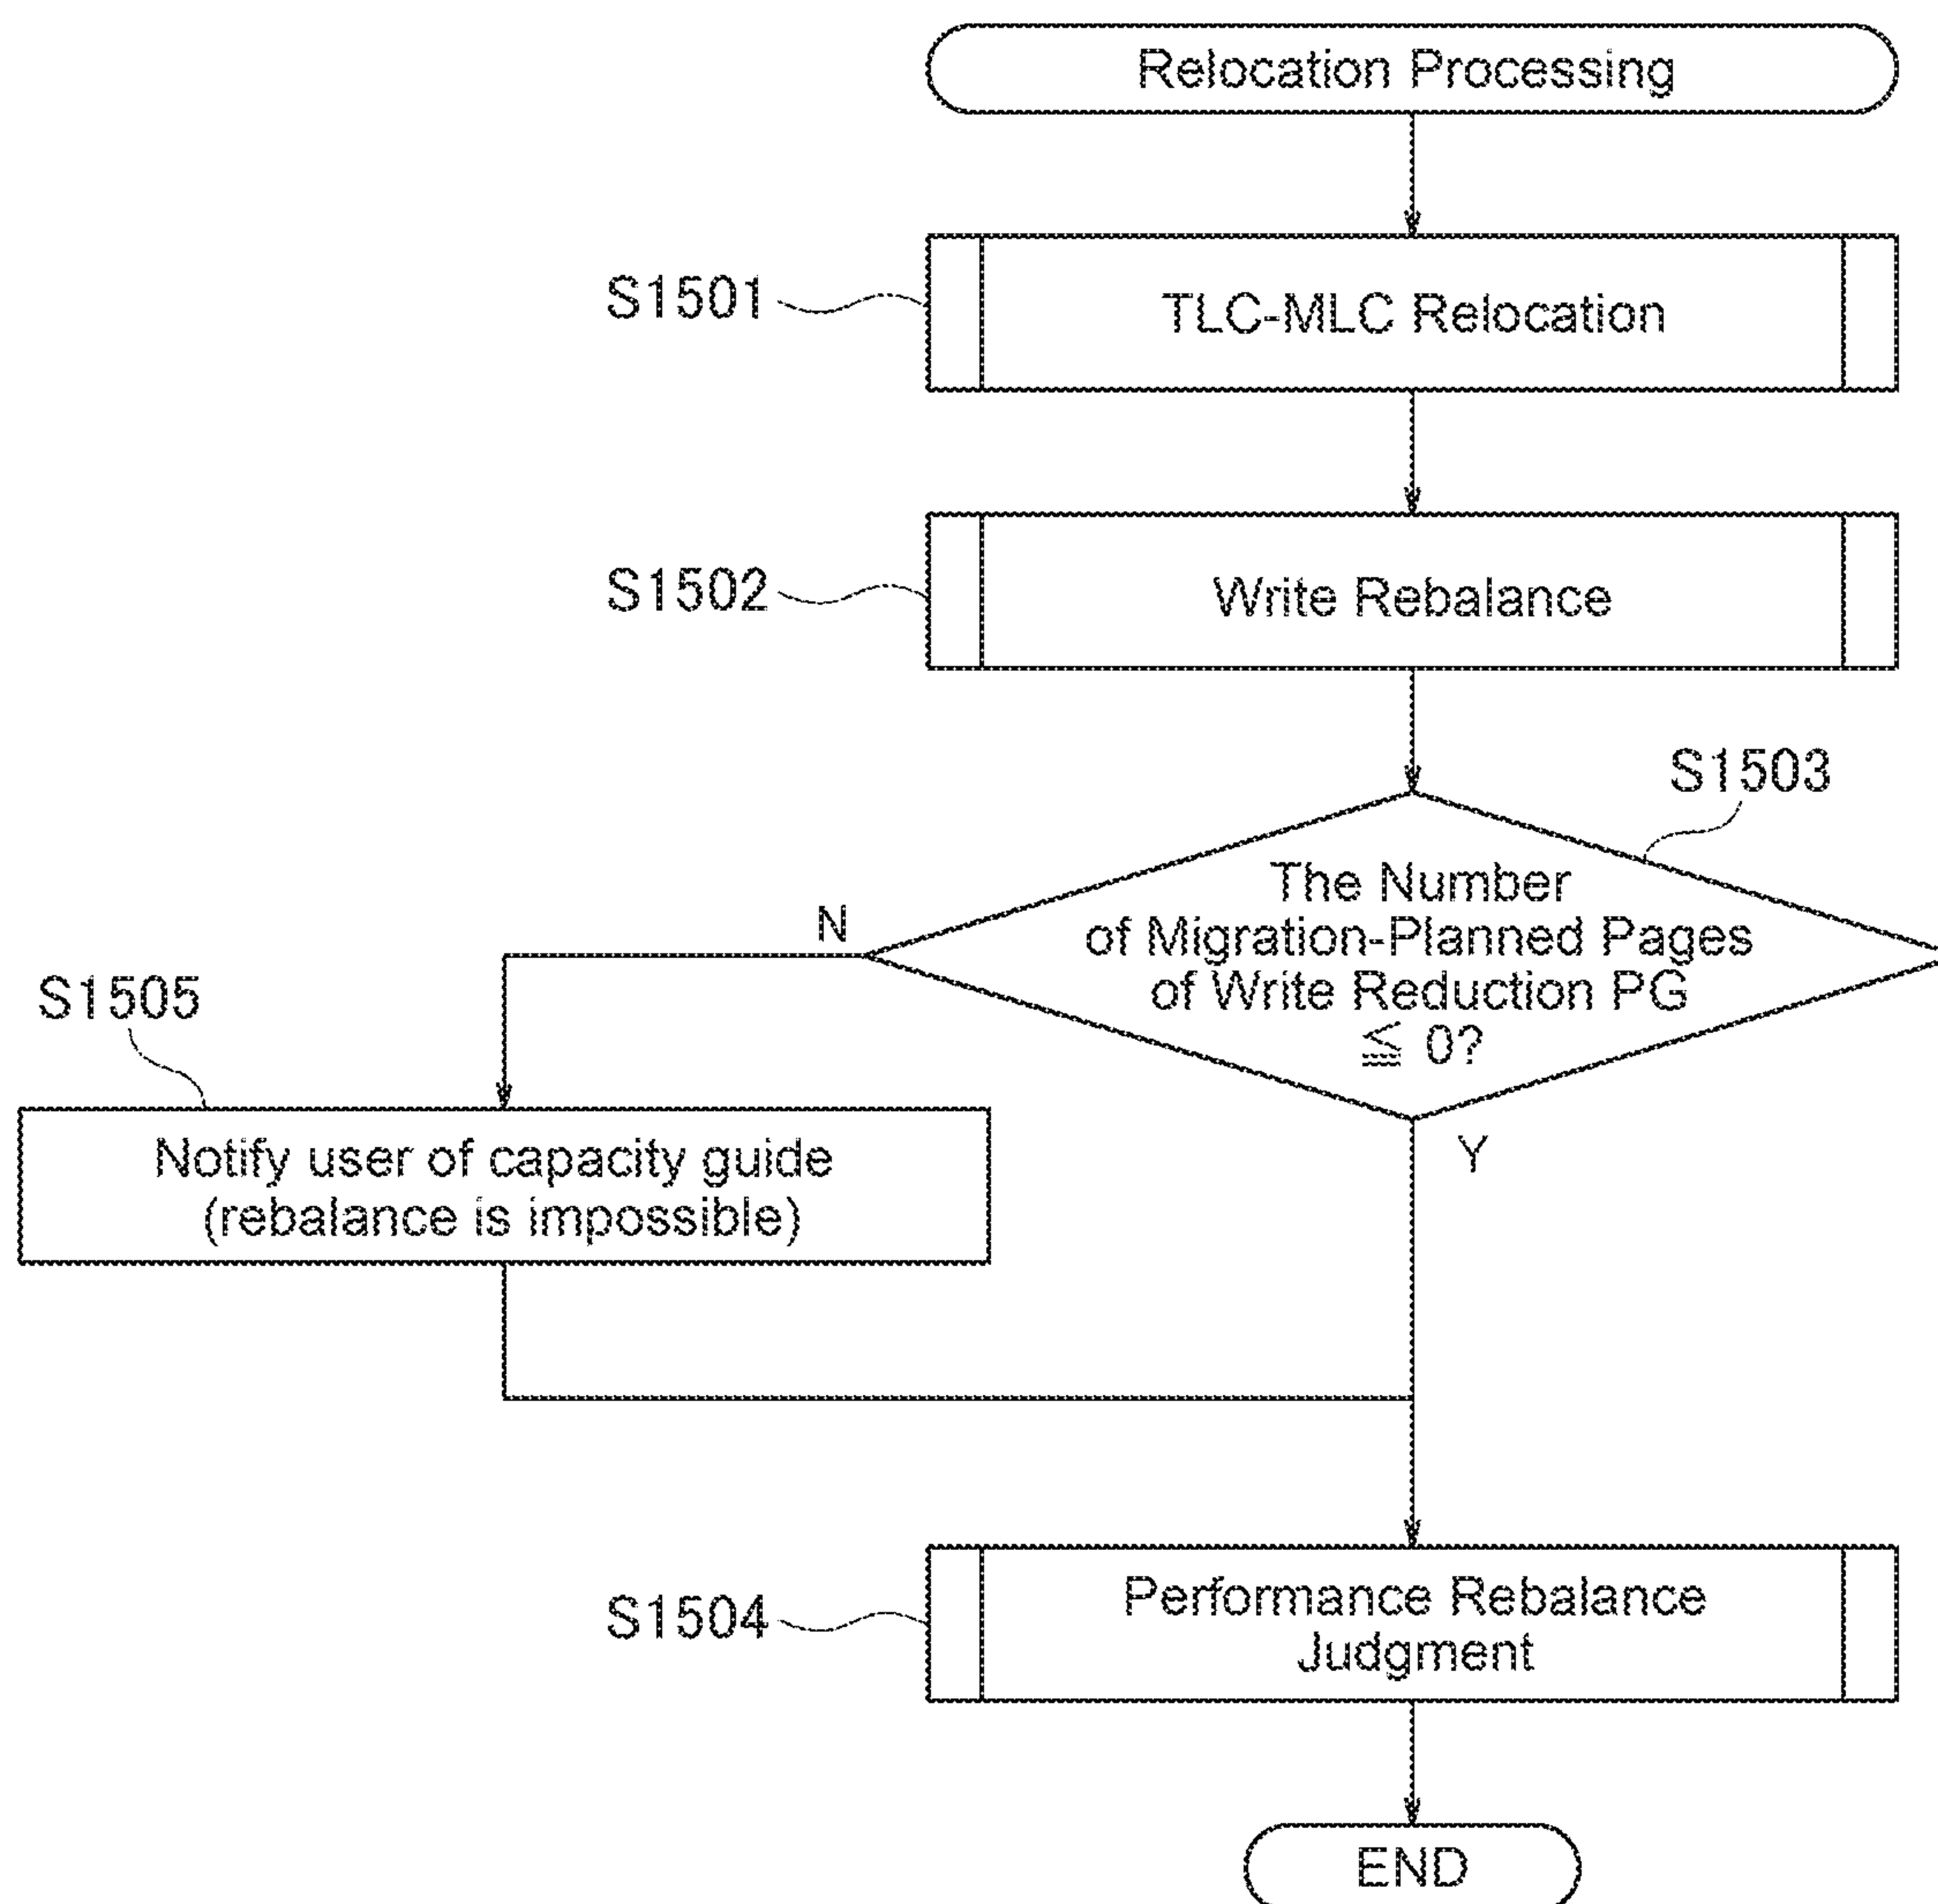 Relocation Processing
S1501
TLC-MLC Relocation
S1502
Write Rebalance
S1503
The Number
of Migration-Planned Pages
of Write Reduction PG
≦ 0?
N
Y
S1505
Notify user of capacity guide
(rebalance is impossible)
S1504
Performance Rebalance
Judgment
END